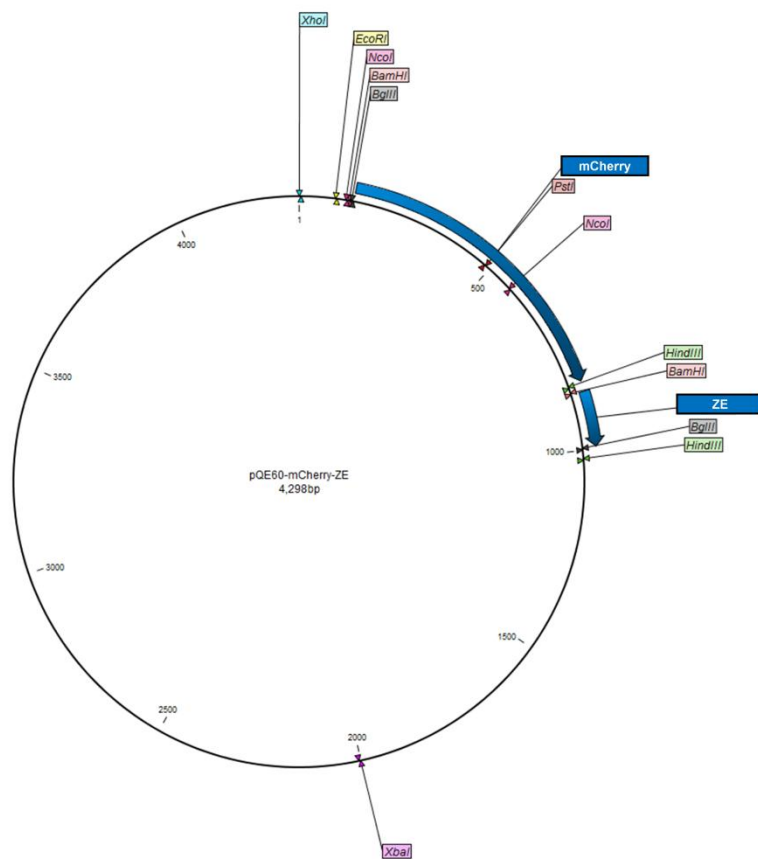 XhoI
EcoRI
NcoI
BamHI
BglII
mCherry
PstI
NcoI
HindIII
BamHI
ZE
BglII
HindIII
1
500
1000
1500
2000
2500
3000
3500
4000
pQE60-mCherry-ZE
4,298bp
XbaI